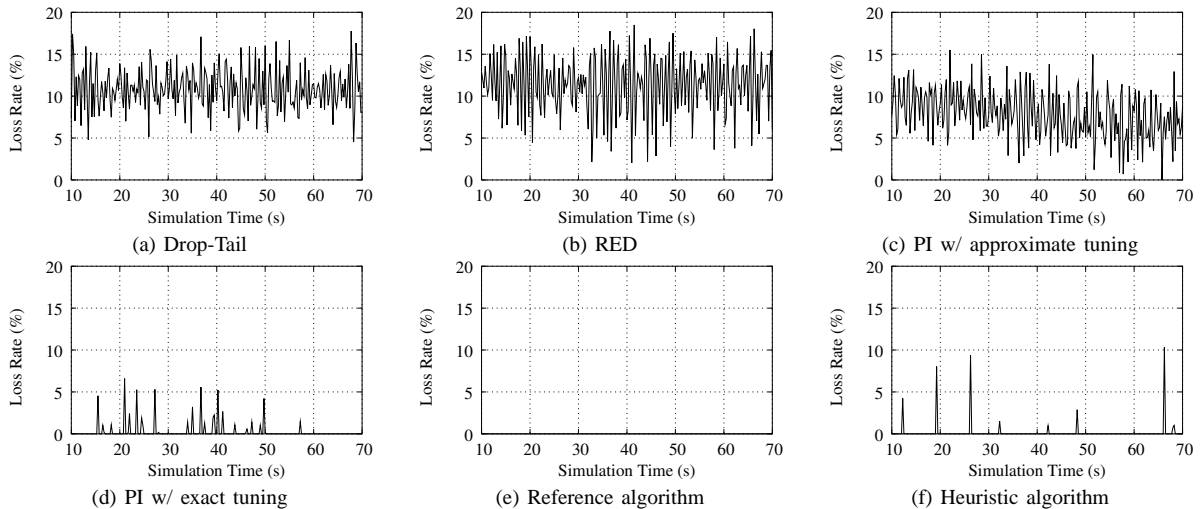 Loss Rate (%)
20
15
10
5
0
10 20 30 40 50 60 70
Simulation Time (s)
(a) Drop-Tail
Loss Rate (%)
20
15
10
5
0
10 20 30 40 50 60 70
Simulation Time (s)
(b) RED
Loss Rate (%)
20
15
10
5
0
10 20 30 40 50 60 70
Simulation Time (s)
(c) PI w/ approximate tuning
Loss Rate (%)
20
15
10
5
0
10 20 30 40 50 60 70
Simulation Time (s)
(d) PI w/ exact tuning
Loss Rate (%)
20
15
10
5
0
10 20 30 40 50 60 70
Simulation Time (s)
(e) Reference algorithm
Loss Rate (%)
20
15
10
5
0
10 20 30 40 50 60 70
Simulation Time (s)
(f) Heuristic algorithm